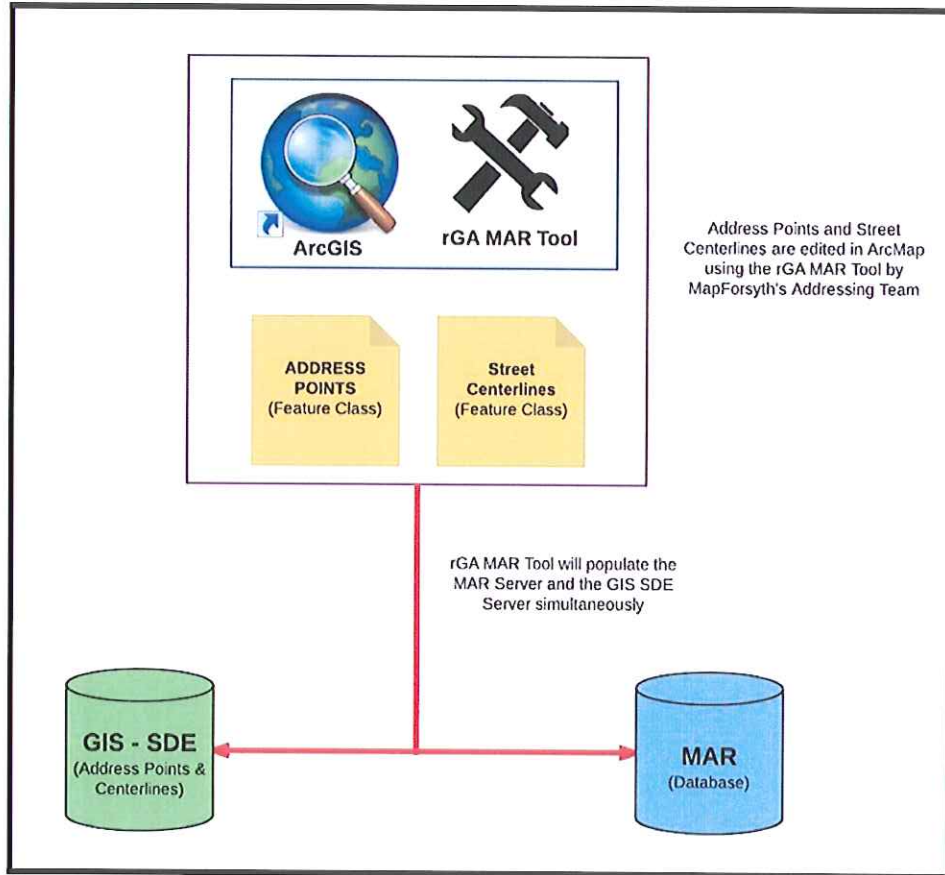 ArcGIS
rGA MAR Tool
Address Points and Street
Centerlines are edited in ArcMap
using the rGA MAR Tool by
MapForsyth's Addressing Team
ADDRESS
POINTS
(Feature Class)
Street
Centerlines
(Feature Class)
rGA MAR Tool will populate the
MAR Server and the GIS SDE
Server simultaneously
GIS - SDE
(Address Points &
Centerlines)
MAR
(Database)